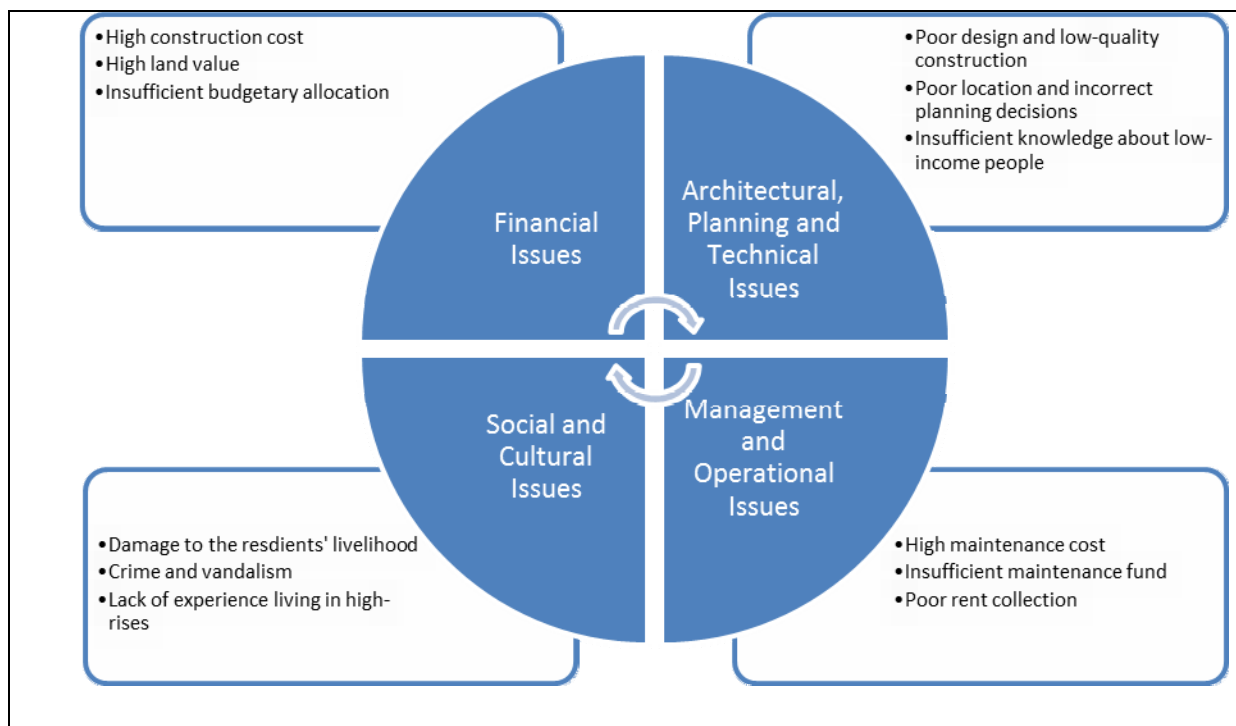 •High construction cost
•High land value
•Insufficient budgetary allocation
•Poor design and low-quality
construction
•Poor location and incorrect
planning decisions
•Insufficient knowledge about low-
income people
Financial
Issues
Architectural,
Planning and
Technical
Issues
Social and
Cultural
Issues
Management
and
Operational
Issues
•Damage to the resdients' livelihood
•Crime and vandalism
•Lack of experience living in high-
rises
•High maintenance cost
•Insufficient maintenance fund
•Poor rent collection